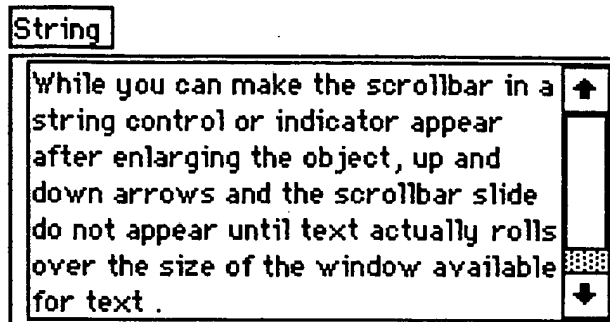 String
While you can make the scrollbar in a
string control or indicator appear
after enlarging the object, up and
down arrows and the scrollbar slide
do not appear until text actually rolls
over the size of the window available
for text .